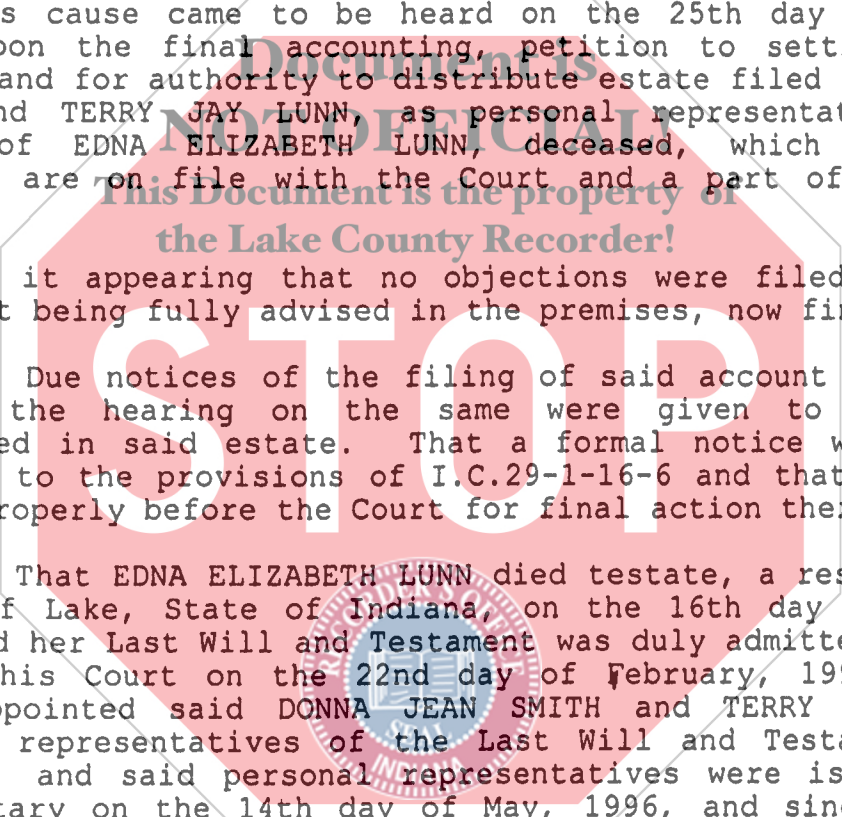 s cause came to be heard on the 25th day
pon the final accounting, petition to sett
and for authority to distribute estate filed
nd TERRY JAY LUNN, as personal representat
of EDNA ELIZABETH LUNN, deceased, which
are on file with the Court and a part of
Document is
NOT OFFICIAL!
This Document is the property of
the Lake County Recorder!
it appearing that no objections were filed
t being fully advised in the premises, now fin
STOP
Due notices of the filing of said account
the hearing on the same were given to
ed in said estate. That a formal notice w
to the provisions of I.C.29-1-16-6 and that
roperly before the Court for final action the
That EDNA ELIZABETH LUNN died testate, a res
f Lake, State of Indiana, on the 16th day
d her Last Will and Testament was duly admitte
his Court on the 22nd day of February, 199
ppointed said DONNA JEAN SMITH and TERRY
representatives of the Last Will and Testa
and said personal representatives were is
tary on the 14th day of May, 1996, and sinc
RECORDER'S OFFICE
SEAL
INDIANA